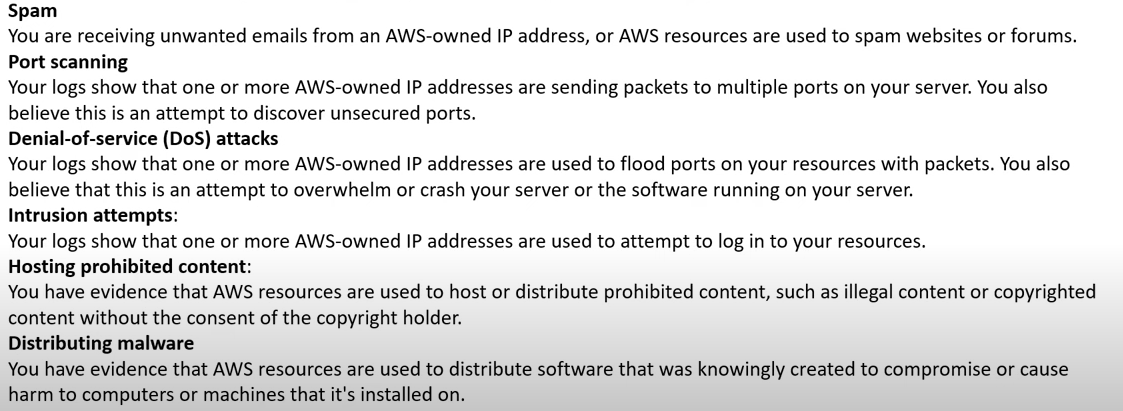 Spam
You are receiving unwanted emails from an AWS-owned IP address, or AWS resources are used to spam websites or forums.
Port scanning
Your logs show that one or more AWS-owned IP addresses are sending packets to multiple ports on your server. You also
believe this is an attempt to discover unsecured ports.
Denial-of-service (DoS) attacks
Your logs show that one or more AWS-owned IP addresses are used to flood ports on your resources with packets. You also
believe that this is an attempt to overwhelm or crash your server or the software running on your server.
Intrusion attempts:
Your logs show that one or more AWS-owned IP addresses are used to attempt to log in to your resources.
Hosting prohibited content:
You have evidence that AWS resources are used to host or distribute prohibited content, such as illegal content or copyrighted
content without the consent of the copyright holder.
Distributing malware
You have evidence that AWS resources are used to distribute software that was knowingly created to compromise or cause
harm to computers or machines that it's installed on.